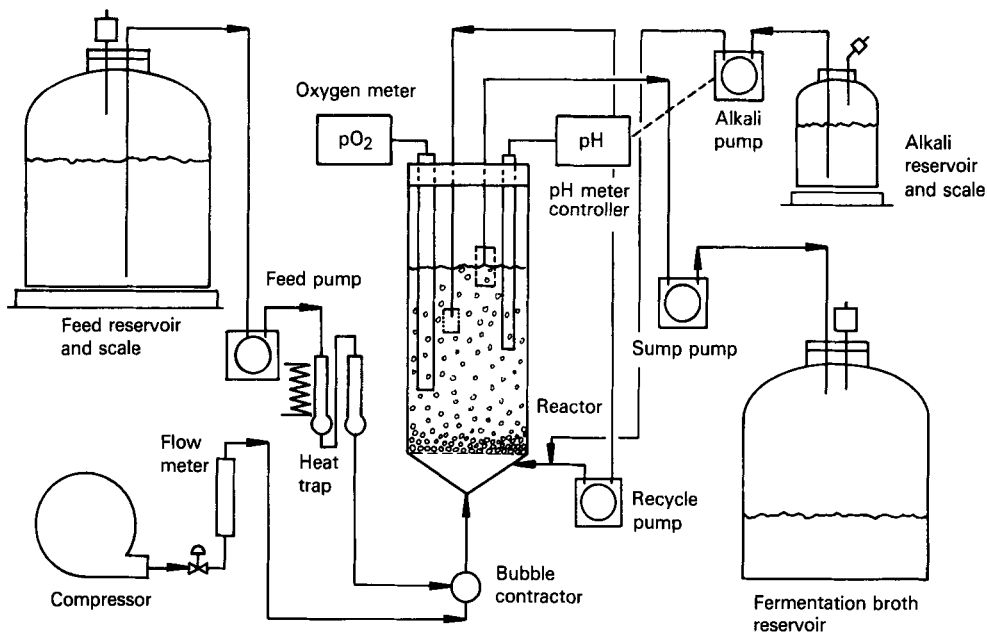 Oxygen meter
pO2
pH
pH meter
controller
Alkali
pump
Alkali
reservoir
and scale
Feed reservoir
and scale
Feed pump
Sump pump
Reactor
Flow
meter
Heat
trap
Recycle
pump
Compressor
Bubble
contractor
Fermentation broth
reservoir